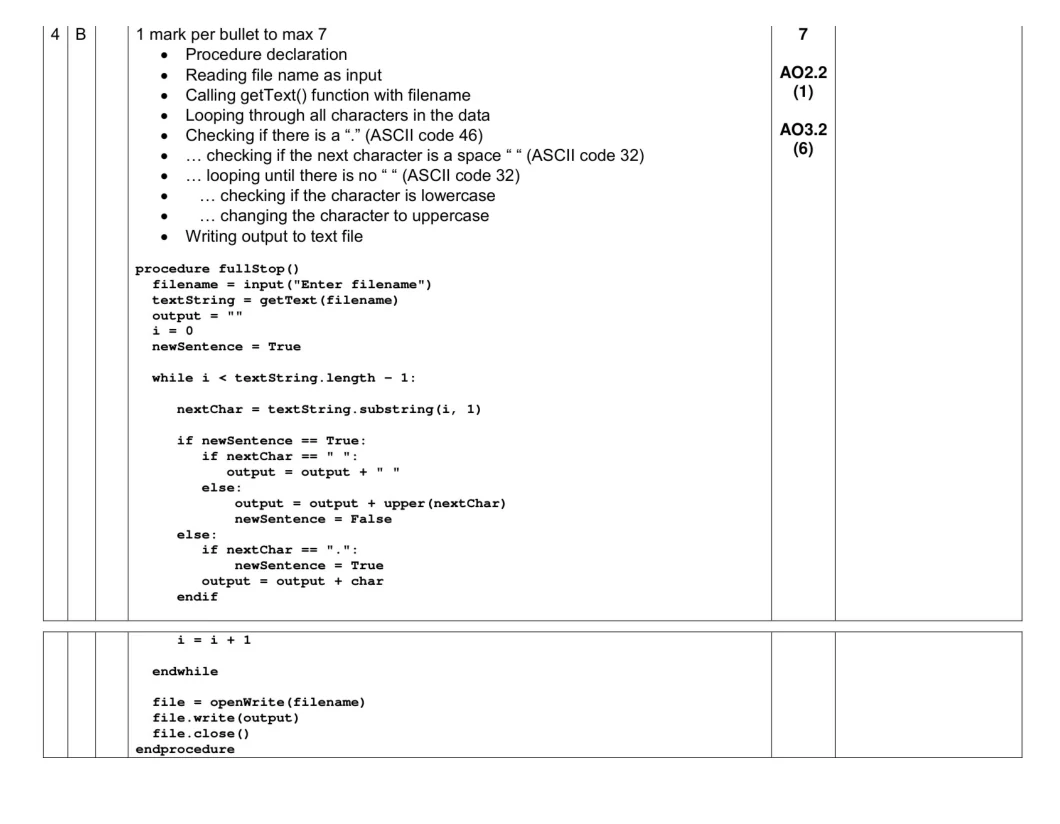 4 B 1 mark per bullet to max 7 7
• Procedure declaration
• Reading file name as input AO2.2
• Calling getText() function with filename (1)
• Looping through all characters in the data
• Checking if there is a “.” (ASCII code 46) AO3.2
• … checking if the next character is a space “ “ (ASCII code 32) (6)
• … looping until there is no “ “ (ASCII code 32)
• … checking if the character is lowercase
• … changing the character to uppercase
• Writing output to text file
procedure fullStop()
filename = input("Enter filename")
textString = getText(filename)
output = ""
i = 0
newSentence = True
while i < textString.length – 1:
nextChar = textString.substring(i, 1)
if newSentence == True:
if nextChar == " ":
output = output + " "
else:
output = output + upper(nextChar)
newSentence = False
else:
if nextChar == ".":
newSentence = True
output = output + char
endif
i = i + 1
endwhile
file = openWrite(filename)
file.write(output)
file.close()
endprocedure